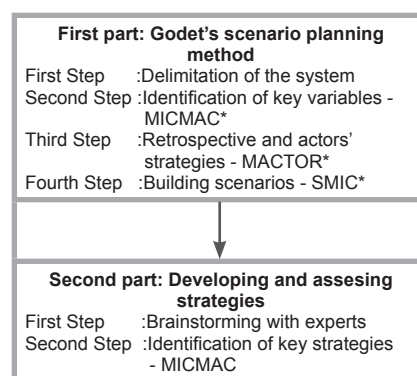 First part: Godet’s scenario planning
method
First Step :Delimitation of the system
Second Step :Identification of key variables -
MICMAC*
Third Step :Retrospective and actors’
strategies - MACTOR*
Fourth Step :Building scenarios - SMIC*
Second part: Developing and assesing
strategies
First Step :Brainstorming with experts
Second Step :Identification of key strategies
- MICMAC